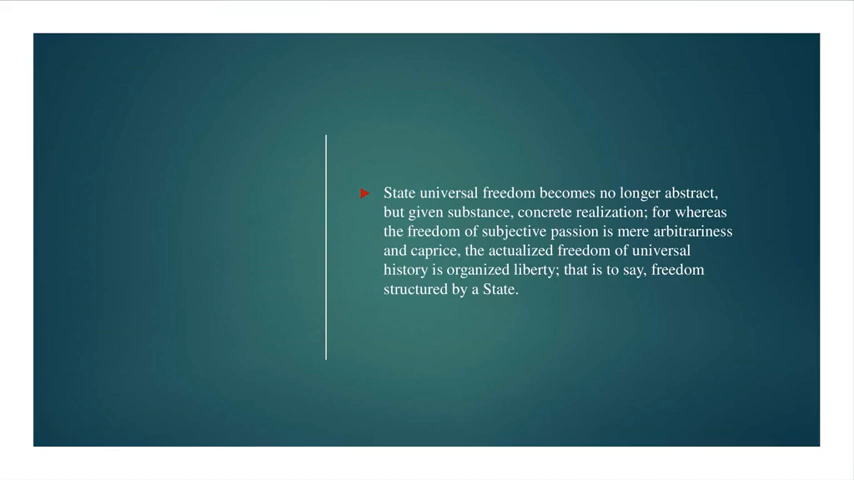 State universal freedom becomes no longer abstract,
but given substance, concrete realization; for whereas
the freedom of subjective passion is mere arbitrariness
and caprice, the actualized freedom of universal
history is organized liberty; that is to say, freedom
structured by a State.